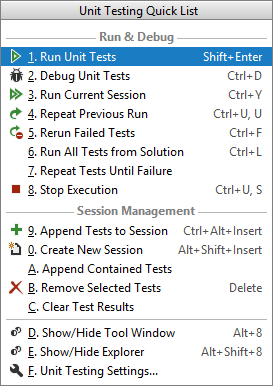 Unit Testing Quick List
Run & Debug
1. Run Unit Tests Shift+Enter
2. Debug Unit Tests Ctrl+D
3. Run Current Session Ctrl+Y
4. Repeat Previous Run Ctrl+U, U
5. Rerun Failed Tests Ctrl+F
6. Run All Tests from Solution Ctrl+L
7. Repeat Tests Until Failure
8. Stop Execution Ctrl+U, S
Session Management
9. Append Tests to Session Ctrl+Alt+Insert
0. Create New Session Alt+Shift+Insert
A. Append Contained Tests
B. Remove Selected Tests Delete
C. Clear Test Results
D. Show/Hide Tool Window Alt+8
E. Show/Hide Explorer Alt+Shift+8
F. Unit Testing Settings...